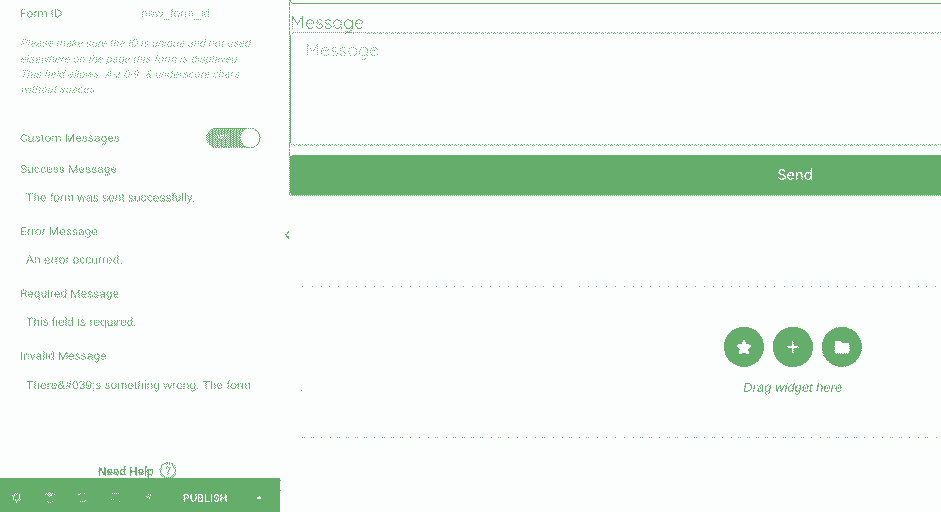 Form ID
new_form_id
Please make sure the ID is unique and not used
elsewhere on the page this form is displayed.
This field allows A-z 0-9 & underscore chars
without spaces.
Custom Messages
Success Message
The form was sent successfully.
Error Message
An error occurred.
Required Message
This field is required.
Invalid Message
There&#039;s something wrong. The form
Need Help ?
PUBLISH
Message
Message
Send
Drag widget here